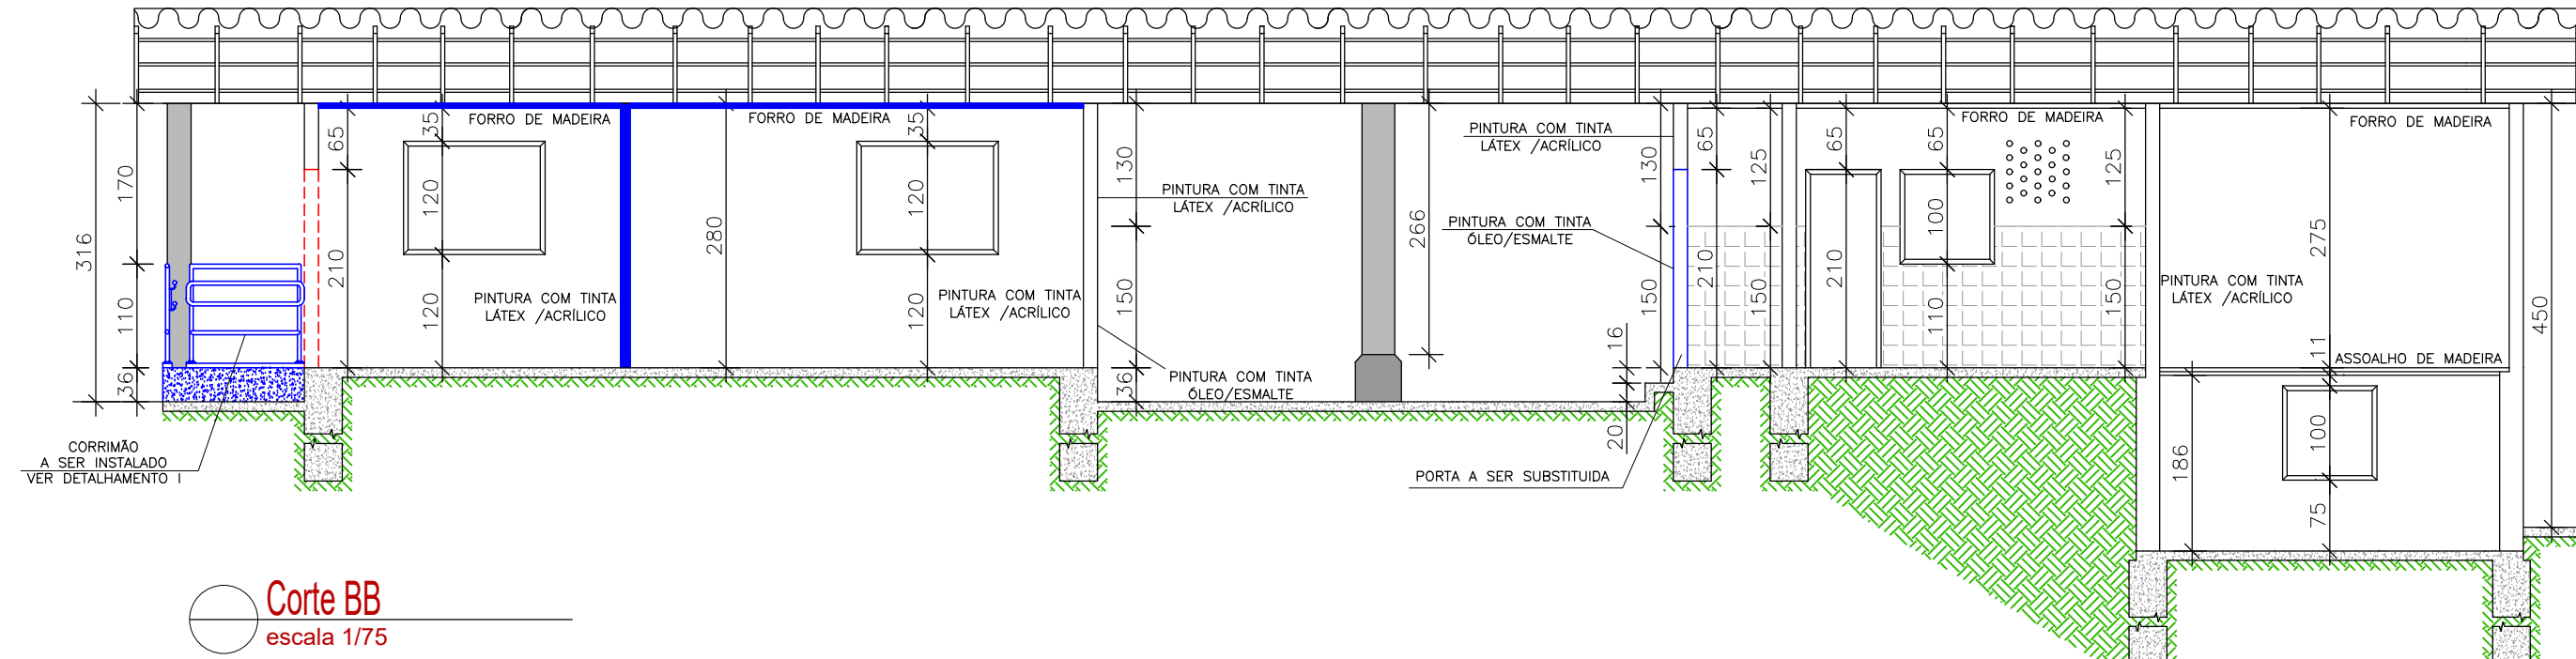 FORRO DE MADEIRA
FORRO DE MADEIRA
PINTURA COM TINTA
LÁTEX /ACRÍLICO
FORRO DE MADEIRA
FORRO DE MADEIRA
316
170
110
36
65
210
35
120
120
PINTURA COM TINTA
LÁTEX /ACRÍLICO
280
35
120
120
PINTURA COM TINTA
LÁTEX /ACRÍLICO
130
150
36
PINTURA COM TINTA
LÁTEX /ACRÍLICO
PINTURA COM TINTA
ÓLEO/ESMALTE
266
PINTURA COM TINTA
ÓLEO/ESMALTE
130
150
16
20
65
210
125
150
65
210
65
100
110
125
150
PINTURA COM TINTA
LÁTEX /ACRÍLICO
275
11
ASSOALHO DE MADEIRA
186
100
75
450
CORRIMÃO
A SER INSTALADO
VER DETALHAMENTO I
PORTA A SER SUBSTITUIDA
Corte BB
escala 1/75